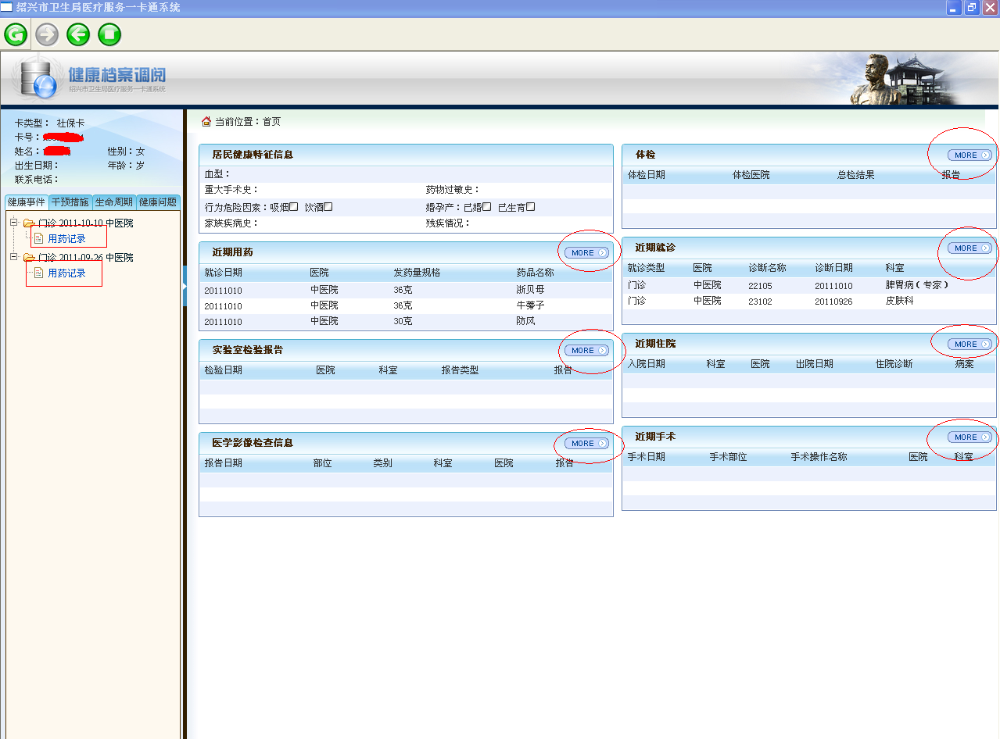 绍兴市卫生局医疗服务一卡通系统
健康档案调阅
绍兴市卫生局医疗服务一卡通系统
卡类型： 社保卡
卡号：
姓名： 性别：女
出生日期： 年龄：岁
联系电话：
健康事件 干预措施 生命周期 健康问题
门诊 2011-10-10 中医院
用药记录
门诊 2011-09-26 中医院
用药记录
当前位置：首页
居民健康特征信息
血型：
重大手术史： 药物过敏史：
行为危险因素：吸烟 饮酒 婚孕产：已婚 已生育
家族疾病史： 残疾情况：
体检 MORE
体检日期 体检医院 总检结果 报告
近期用药 MORE
就诊日期 医院 发药量规格 药品名称
20111010 中医院 36克 浙贝母
20111010 中医院 36克 牛蒡子
20111010 中医院 30克 防风
近期就诊 MORE
就诊类型 医院 诊断名称 诊断日期 科室
门诊 中医院 22105 20111010 脾胃病（专家）
门诊 中医院 23102 20110926 皮肤科
实验室检验报告 MORE
检验日期 医院 科室 报告类型 报告
近期住院 MORE
入院日期 科室 医院 出院日期 住院诊断 病案
医学影像检查信息 MORE
报告日期 部位 类别 科室 医院 报告
近期手术 MORE
手术日期 手术部位 手术操作名称 医院 科室